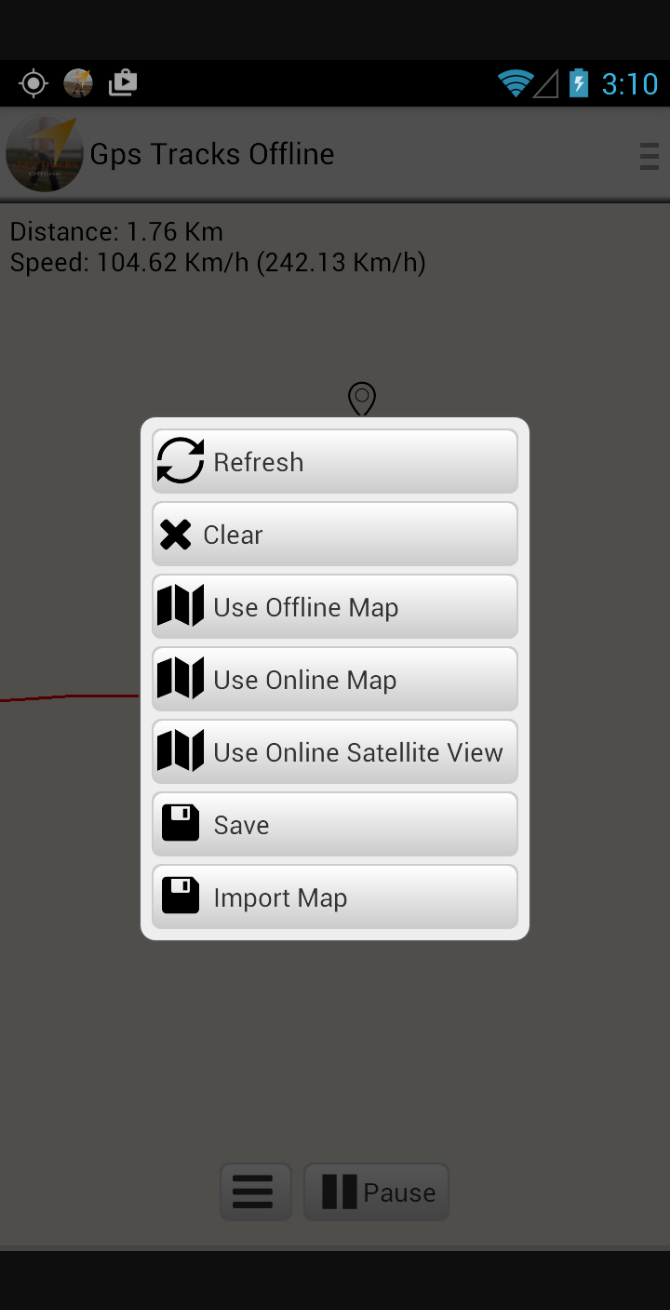 3:10
Gps Tracks Offline
Distance: 1.76 Km
Speed: 104.62 Km/h (242.13 Km/h)
Refresh
Clear
Use Offline Map
Use Online Map
Use Online Satellite View
Save
Import Map
Pause